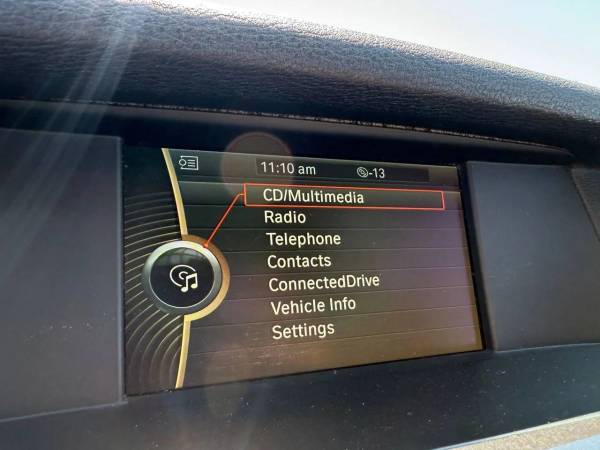 11:10 am -13
CD/Multimedia
Radio
Telephone
Contacts
ConnectedDrive
Vehicle Info
Settings